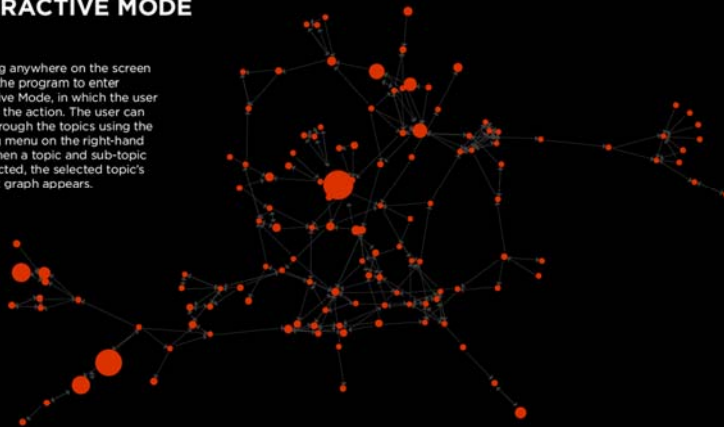 RACTIVE MODE
g anywhere on the screen
he program to enter
ive Mode, in which the user
the action. The user can
rough the topics using the
menu on the right-hand
hen a topic and sub-topic
cted, the selected topic's
graph appears.